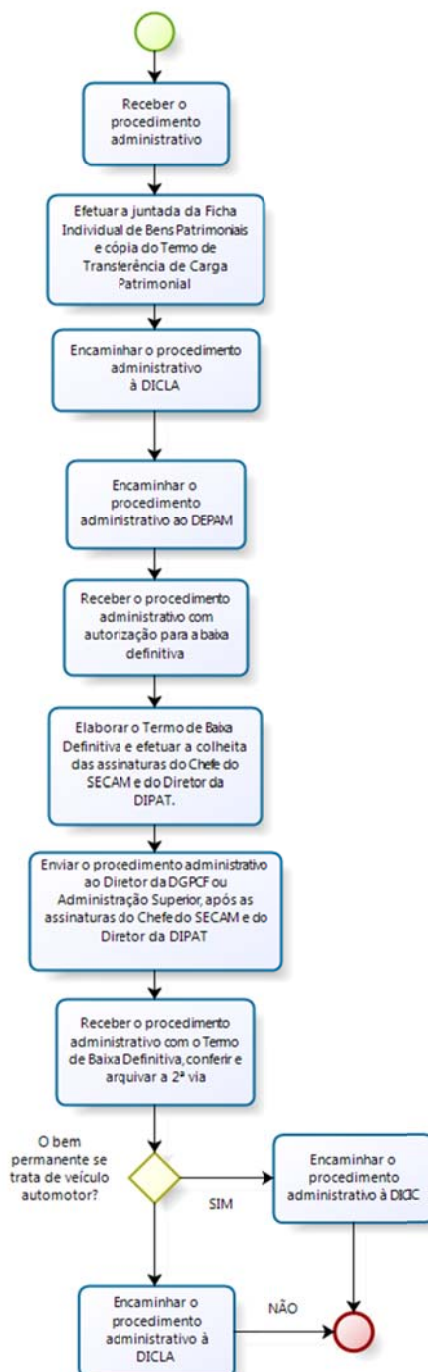 Receber o
procedimento
administrativo
Efetuar a juntada da Ficha
Individual de Bens Patrimoniais
e cópia do Termo de
Transferência de Carga
Patrimonial
Encaminhar o procedimento
administrativo
à DICLA
Encaminhar o
procedimento
administrativo ao DEPAM
Receber o procedimento
administrativo com
autorização para a baixa
definitiva
Elaborar o Termo de Baixa
Definitiva e efetuar a colheita
das assinaturas do Chefe do
SECAM e do Diretor da
DIPAT.
Enviar o procedimento administrativo
ao Diretor da DGPCF ou
Administração Superior, após as
assinaturas do Chefe do SECAM e do
Diretor da DIPAT
Receber o procedimento
administrativo com o Termo
de Baixa Definitiva, conferir e
arquivar a 2ª via
O bem
permanente se
trata de veículo
automotor?
SIM
Encaminhar o
procedimento
administrativo à
Encaminhar o
procedimento
administrativo à
DICLA
NÃO